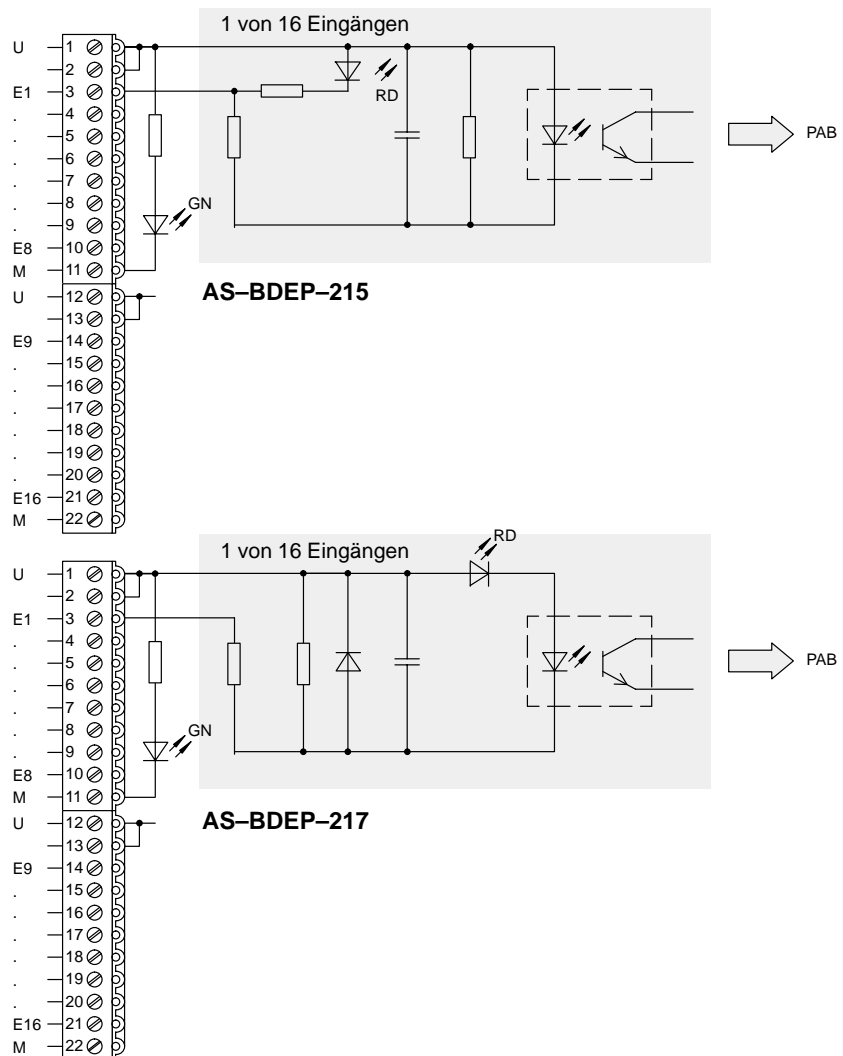 1 von 16 Eingängen
U 1
2
E1 3
. 4
. 5
. 6
. 7
. 8
. 9
E8 10
M 11
RD
GN
PAB
U 12
13
E9 14
. 15
. 16
. 17
. 18
. 19
. 20
E16 21
M 22
AS–BDEP–215
1 von 16 Eingängen
RD
U 1
2
E1 3
. 4
. 5
. 6
. 7
. 8
. 9
E8 10
M 11
GN
PAB
U 12
13
E9 14
. 15
. 16
. 17
. 18
. 19
. 20
E16 21
M 22
AS–BDEP–217